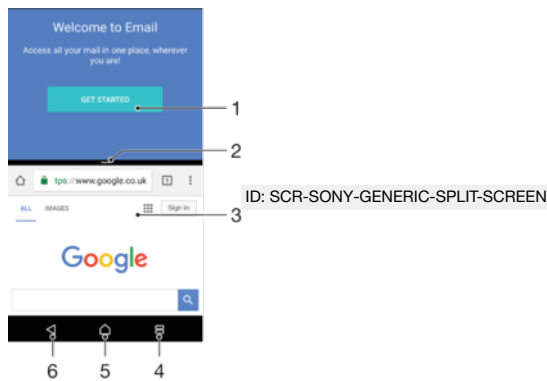 Welcome to Email
Access all your mail in one place, wherever
you are!
GET STARTED
1
2
tps://www.google.co.uk 1
ID: SCR-SONY-GENERIC-SPLIT-SCREEN
ALL IMAGES Sign in
3
Google
6 5 4